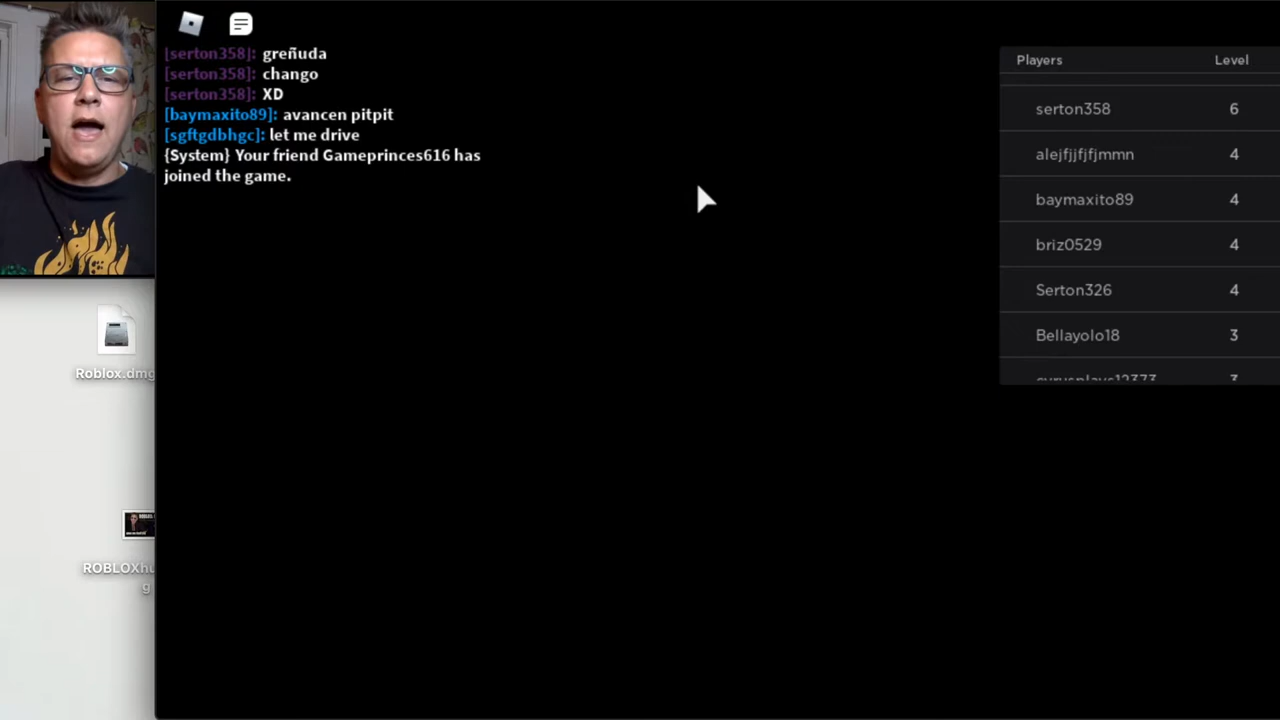 [serton358]: greñuda
[serton358]: chango
[serton358]: XD
[baymaxito89]: avancen pitpit
[sgftgdbhgc]: let me drive
{System} Your friend Gameprinces616 has
joined the game.
Players Level
serton358 6
alejfjjfjfjmmn 4
baymaxito89 4
briz0529 4
Serton326 4
Bellayolo18 3
Roblox.dmg
ROBLOXhu
g